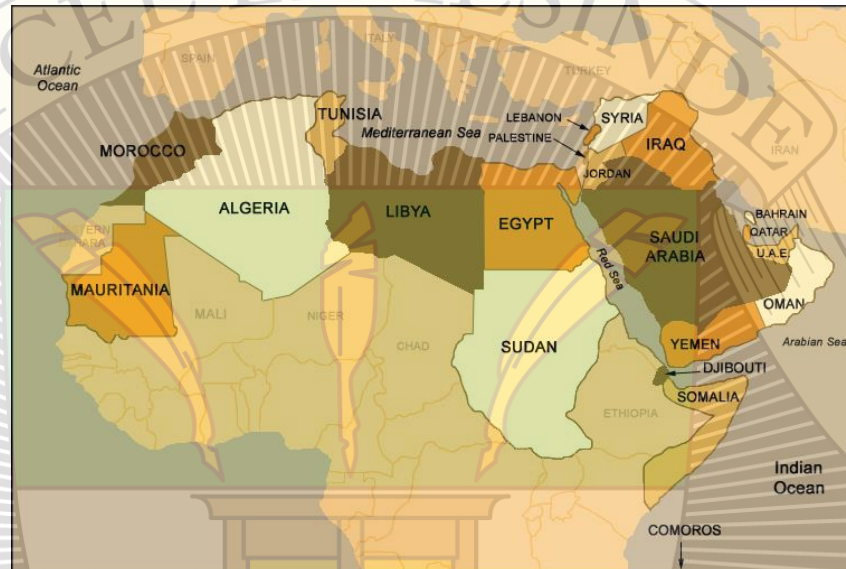 Atlantic
Ocean
SPAIN
ITALY
TURKEY
TUNISIA
Mediterranean Sea
LEBANON
SYRIA
PALESTINE
IRAQ
IRAN
MOROCCO
JORDAN
ALGERIA
LIBYA
EGYPT
SAUDI
ARABIA
BAHRAIN
QATAR
U.A.E.
WESTERN
SAHARA
Red Sea
MAURITANIA
OMAN
MALI
NIGER
CHAD
SUDAN
YEMEN
Arabian Sea
DJIBOUTI
SOMALIA
ETHIOPIA
Indian
Ocean
COMOROS